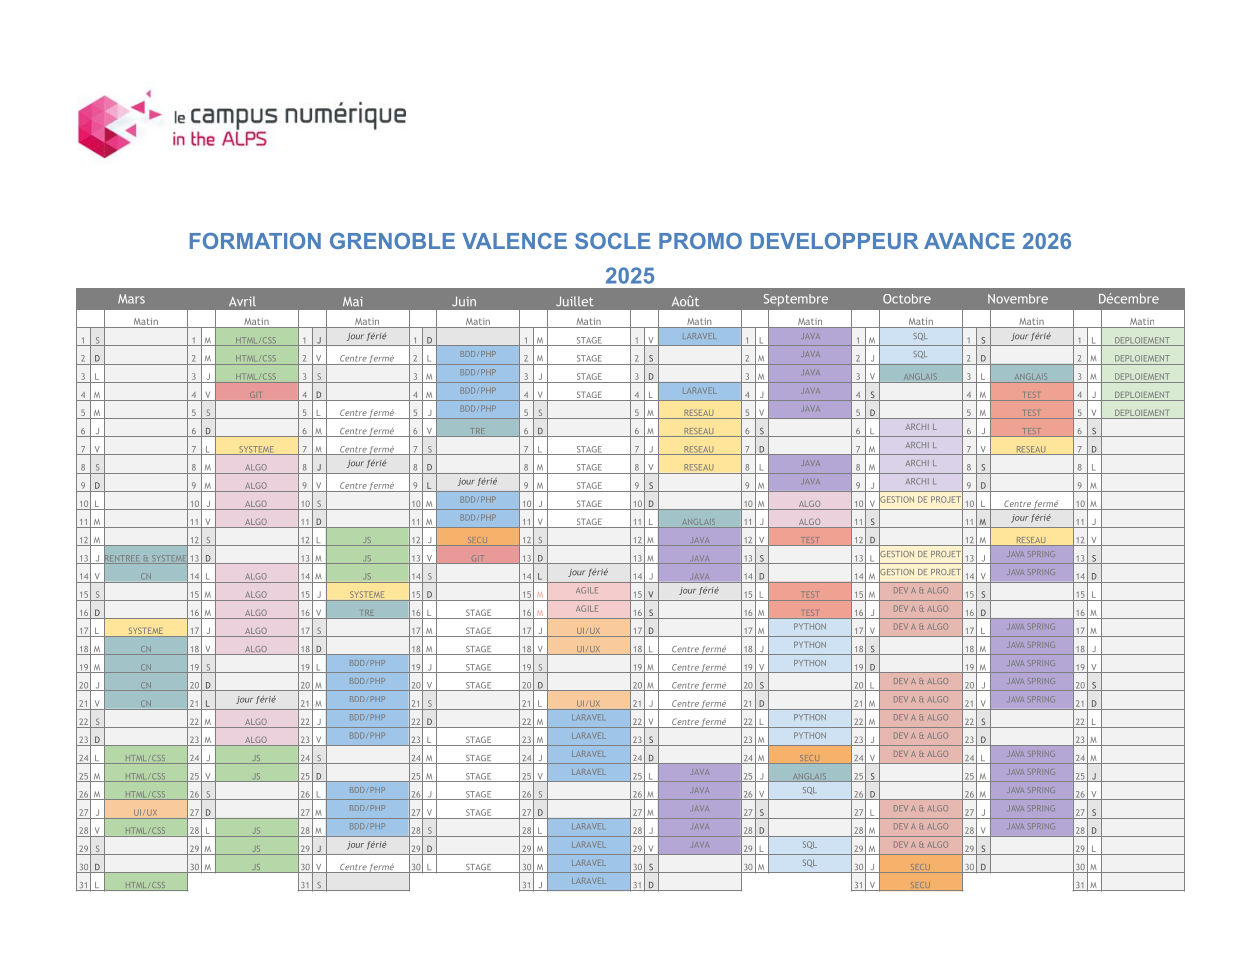 le campus numérique
in the ALPS
FORMATION GRENOBLE VALENCE SOCLE PROMO DEVELOPPEUR AVANCE 2026
2025
Mars Avril Mai Juin Juillet Août Septembre Octobre Novembre Décembre
Matin Matin Matin Matin Matin Matin Matin Matin Matin Matin
1 S 1 M HTML/CSS 1 J jour férié 1 D 1 M STAGE 1 V LARAVEL 1 L JAVA 1 M SQL 1 S jour férié 1 L DEPLOIEMENT
2 D 2 M HTML/CSS 2 V Centre fermé 2 L BDD/PHP 2 M STAGE 2 S 2 M JAVA 2 J SQL 2 D 2 M DEPLOIEMENT
3 L 3 J HTML/CSS 3 S 3 M BDD/PHP 3 J STAGE 3 D 3 M JAVA 3 V ANGLAIS 3 L ANGLAIS 3 M DEPLOIEMENT
4 M 4 V GIT 4 D 4 M BDD/PHP 4 V STAGE 4 L LARAVEL 4 J JAVA 4 S 4 M TEST 4 J DEPLOIEMENT
5 M 5 S 5 L Centre fermé 5 J BDD/PHP 5 S 5 M RESEAU 5 V JAVA 5 D 5 M TEST 5 V DEPLOIEMENT
6 J 6 D 6 M Centre fermé 6 V TRE 6 D 6 M RESEAU 6 S 6 L ARCHI L 6 J TEST 6 S
7 V 7 L SYSTEME 7 M Centre fermé 7 S 7 L STAGE 7 J RESEAU 7 D 7 M ARCHI L 7 V RESEAU 7 D
8 S 8 M ALGO 8 J jour férié 8 D 8 M STAGE 8 V RESEAU 8 L JAVA 8 M ARCHI L 8 S 8 L
9 D 9 M ALGO 9 V Centre fermé 9 L jour férié 9 M STAGE 9 S 9 M JAVA 9 J ARCHI L 9 D 9 M
10 L 10 J ALGO 10 S 10 M BDD/PHP 10 J STAGE 10 D 10 M ALGO 10 V GESTION DE PROJET 10 L Centre fermé 10 M
11 M 11 V ALGO 11 D 11 M BDD/PHP 11 V STAGE 11 L ANGLAIS 11 J ALGO 11 S 11 M jour férié 11 J
12 M 12 S 12 L JS 12 J SECU 12 S 12 M JAVA 12 V TEST 12 D 12 M RESEAU 12 V
13 J RENTREE & SYSTEME 13 D 13 M JS 13 V GIT 13 D 13 M JAVA 13 S 13 L GESTION DE PROJET 13 J JAVA SPRING 13 S
14 V CN 14 L ALGO 14 M JS 14 S 14 L jour férié 14 J JAVA 14 D 14 M GESTION DE PROJET 14 V JAVA SPRING 14 D
15 S 15 M ALGO 15 J SYSTEME 15 D 15 M AGILE 15 V jour férié 15 L TEST 15 M DEV A & ALGO 15 S 15 L
16 D 16 M ALGO 16 V TRE 16 L STAGE 16 M AGILE 16 S 16 M TEST 16 J DEV A & ALGO 16 D 16 M
17 L SYSTEME 17 J ALGO 17 S 17 M STAGE 17 J UI/UX 17 D 17 M PYTHON 17 V DEV A & ALGO 17 L JAVA SPRING 17 M
18 M CN 18 V ALGO 18 D 18 M STAGE 18 V UI/UX 18 L Centre fermé 18 J PYTHON 18 S 18 M JAVA SPRING 18 J
19 M CN 19 S 19 L BDD/PHP 19 J STAGE 19 S 19 M Centre fermé 19 V PYTHON 19 D 19 M JAVA SPRING 19 V
20 J CN 20 D 20 M BDD/PHP 20 V STAGE 20 D 20 M Centre fermé 20 S 20 L DEV A & ALGO 20 J JAVA SPRING 20 S
21 V CN 21 L jour férié 21 M BDD/PHP 21 S 21 L UI/UX 21 J Centre fermé 21 D 21 M DEV A & ALGO 21 V JAVA SPRING 21 D
22 S 22 M ALGO 22 J BDD/PHP 22 D 22 M LARAVEL 22 V Centre fermé 22 L PYTHON 22 M DEV A & ALGO 22 S 22 L
23 D 23 M ALGO 23 V BDD/PHP 23 L STAGE 23 M LARAVEL 23 S 23 M PYTHON 23 J DEV A & ALGO 23 D 23 M
24 L HTML/CSS 24 J JS 24 S 24 M STAGE 24 J LARAVEL 24 D 24 M SECU 24 V DEV A & ALGO 24 L JAVA SPRING 24 M
25 M HTML/CSS 25 V JS 25 D 25 M STAGE 25 V LARAVEL 25 L JAVA 25 J ANGLAIS 25 S 25 M JAVA SPRING 25 J
26 M HTML/CSS 26 S 26 L BDD/PHP 26 J STAGE 26 S 26 M JAVA 26 V SQL 26 D 26 M JAVA SPRING 26 V
27 J UI/UX 27 D 27 M BDD/PHP 27 V STAGE 27 D 27 M JAVA 27 S 27 L DEV A & ALGO 27 J JAVA SPRING 27 S
28 V HTML/CSS 28 L JS 28 M BDD/PHP 28 S 28 L LARAVEL 28 J JAVA 28 D 28 M DEV A & ALGO 28 V JAVA SPRING 28 D
29 S 29 M JS 29 J jour férié 29 D 29 M LARAVEL 29 V JAVA 29 L SQL 29 M DEV A & ALGO 29 S 29 L
30 D 30 M JS 30 V Centre fermé 30 L STAGE 30 M LARAVEL 30 S 30 M SQL 30 J SECU 30 D 30 M
31 L HTML/CSS 31 S 31 J LARAVEL 31 D 31 V SECU 31 M